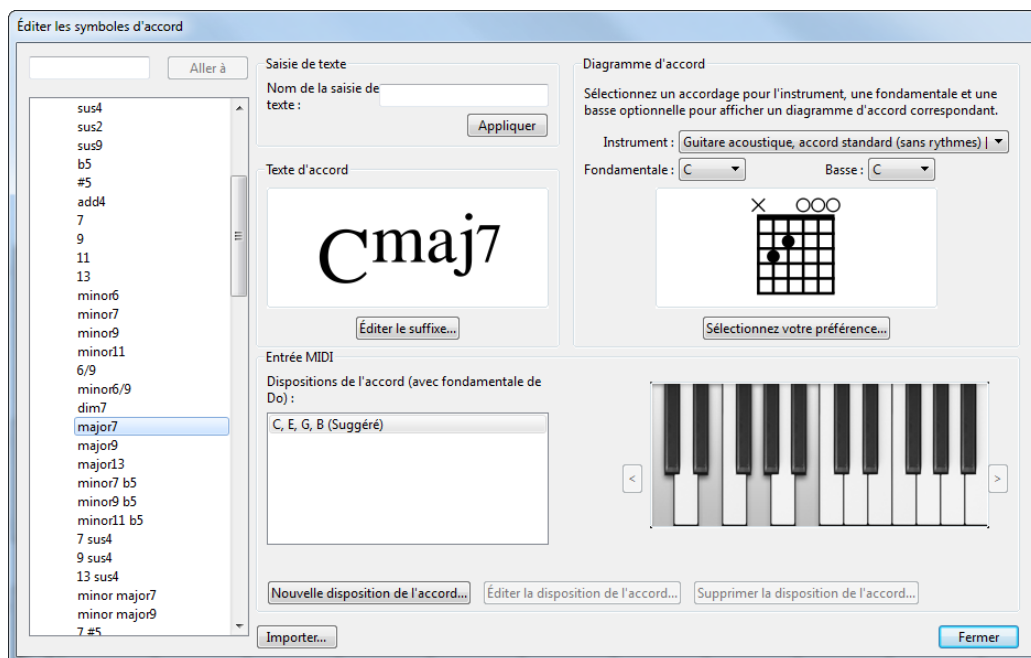 Éditer les symboles d'accord
Aller à
sus4
sus2
sus9
b5
#5
add4
7
9
11
13
minor6
minor7
minor9
minor11
6/9
minor6/9
dim7
major7
major9
major13
minor7 b5
minor9 b5
minor11 b5
7 sus4
9 sus4
13 sus4
minor major7
minor major9
7 #5
Saisie de texte
Nom de la saisie de
texte :
Appliquer
Texte d'accord
Cmaj7
Éditer le suffixe...
Diagramme d'accord
Sélectionnez un accordage pour l'instrument, une fondamentale et une
basse optionnelle pour afficher un diagramme d'accord correspondant.
Instrument : Guitare acoustique, accord standard (sans rythmes) |
Fondamentale : C Basse : C
Sélectionnez votre préférence...
Entrée MIDI
Dispositions de l'accord (avec fondamentale de
Do) :
C, E, G, B (Suggéré)
< >
Nouvelle disposition de l'accord... Éditer la disposition de l'accord... Supprimer la disposition de l'accord...
Importer... Fermer